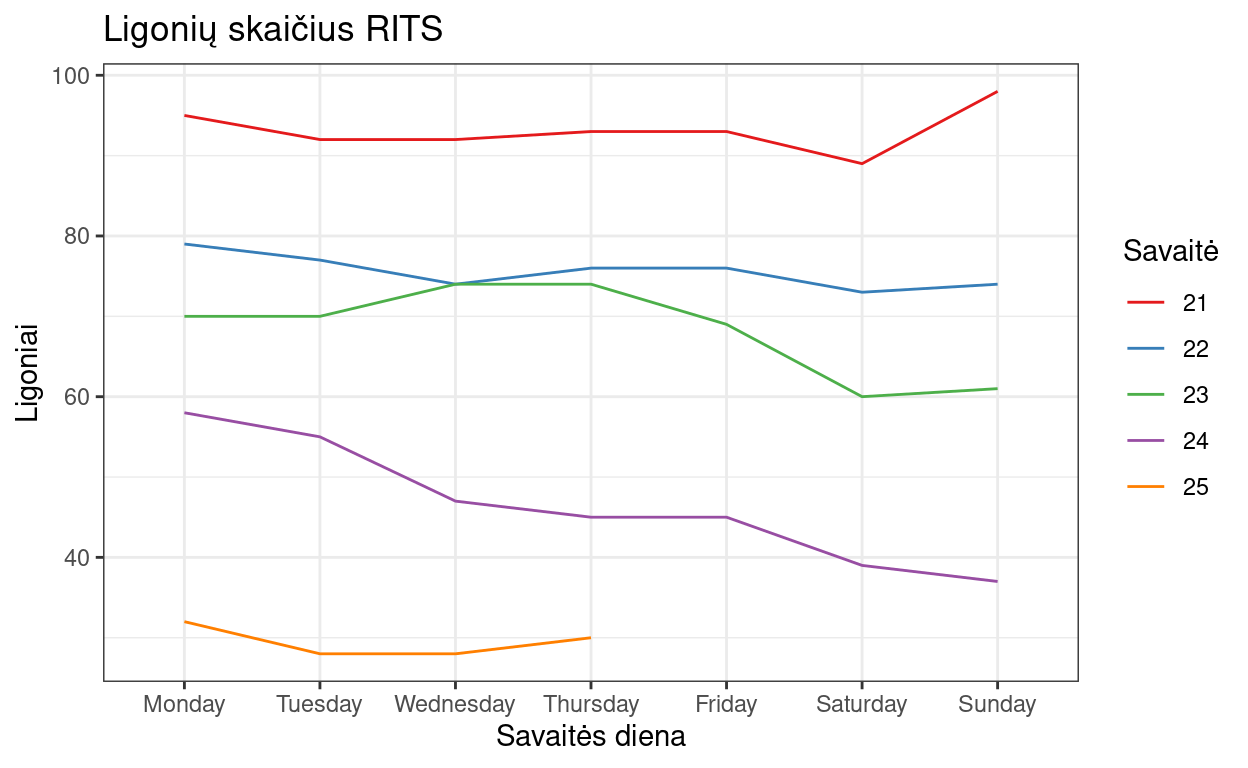 Ligonių skaičius RITS
100
80
60
40
Ligoniai
Monday Tuesday Wednesday Thursday Friday Saturday Sunday
Savaitės diena
Savaitė
21
22
23
24
25